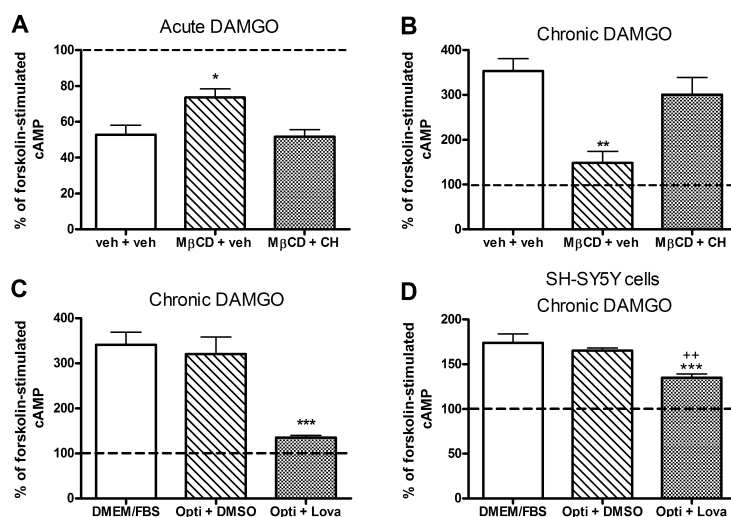 A
Acute DAMGO
% of forskolin-stimulated
cAMP
100
80
60
40
20
0
*
veh + veh
MβCD + veh
MβCD + CH
B
Chronic DAMGO
% of forskolin-stimulated
cAMP
400
300
200
100
0
**
veh + veh
MβCD + veh
MβCD + CH
C
Chronic DAMGO
% of forskolin-stimulated
cAMP
400
300
200
100
0
***
DMEM/FBS
Opti + DMSO
Opti + Lova
D
SH-SY5Y cells
Chronic DAMGO
% of forskolin-stimulated
cAMP
200
150
100
50
0
++
***
DMEM/FBS
Opti + DMSO
Opti + Lova